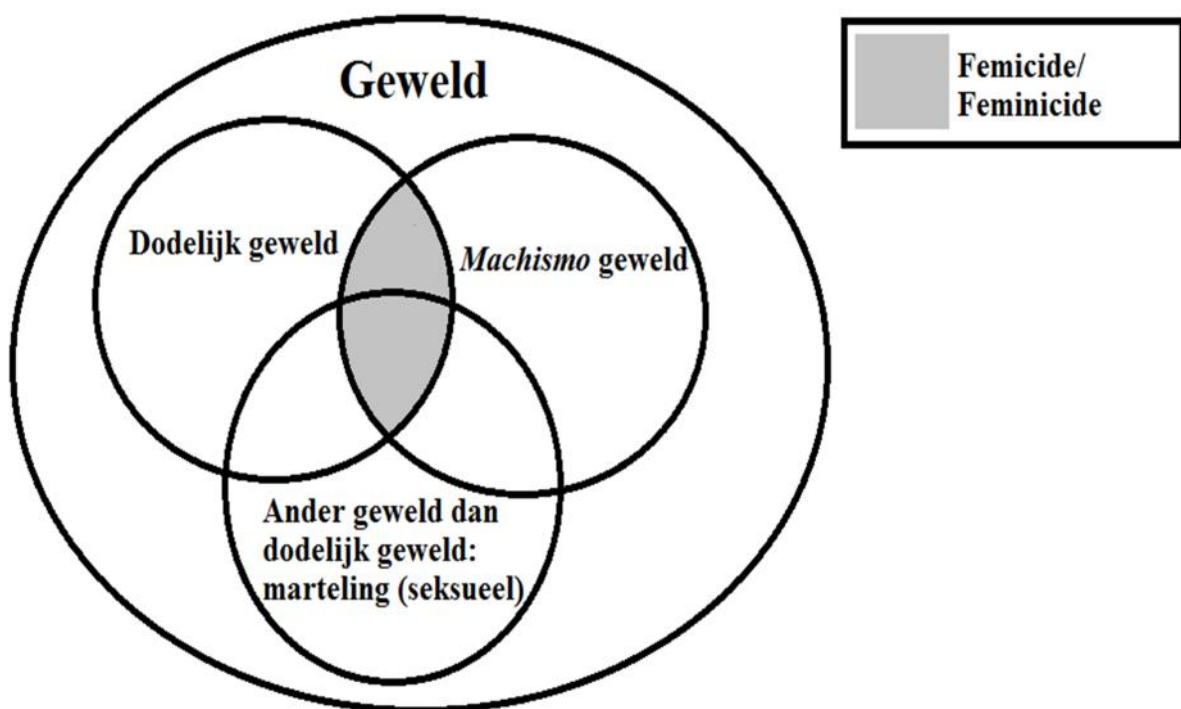 Geweld
Dodelijk geweld
Machismo geweld
Ander geweld dan
dodelijk geweld:
marteling (seksueel)
Femicide/
Feminicide